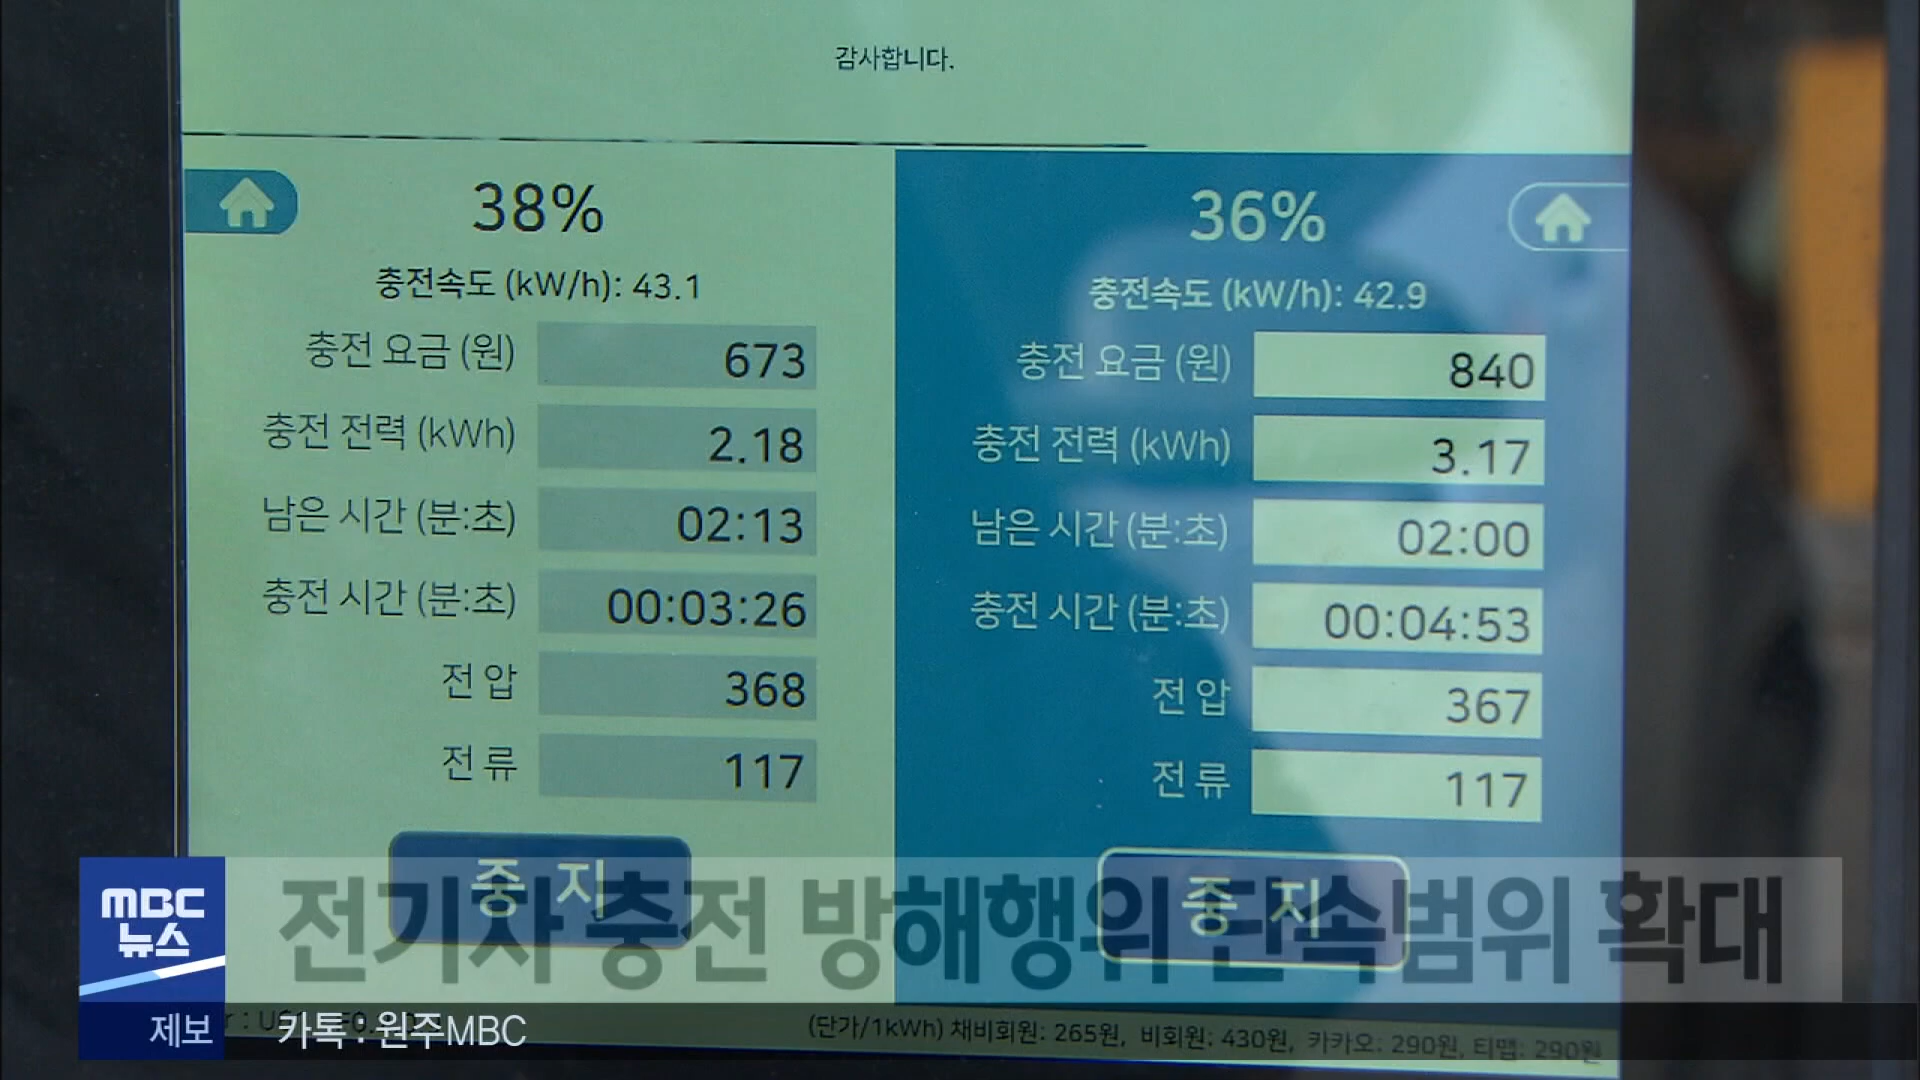 감사합니다.
38%
충전속도 (kW/h): 43.1
충전 요금 (원) 673
충전 전력 (kWh) 2.18
남은 시간 (분:초) 02:13
충전 시간 (분:초) 00:03:26
전 압 368
전 류 117
중 지
36%
충전속도 (kW/h): 42.9
충전 요금 (원) 840
충전 전력 (kWh) 3.17
남은 시간 (분:초) 02:00
충전 시간 (분:초) 00:04:53
전 압 367
전 류 117
중 지
MBC
뉴스
전기차 충전 방해행위 단속범위 확대
제보 카톡 : 원주MBC
(단가/1kWh) 채비회원: 265원, 비회원: 430원, 카카오: 290원, 티맵: 290원